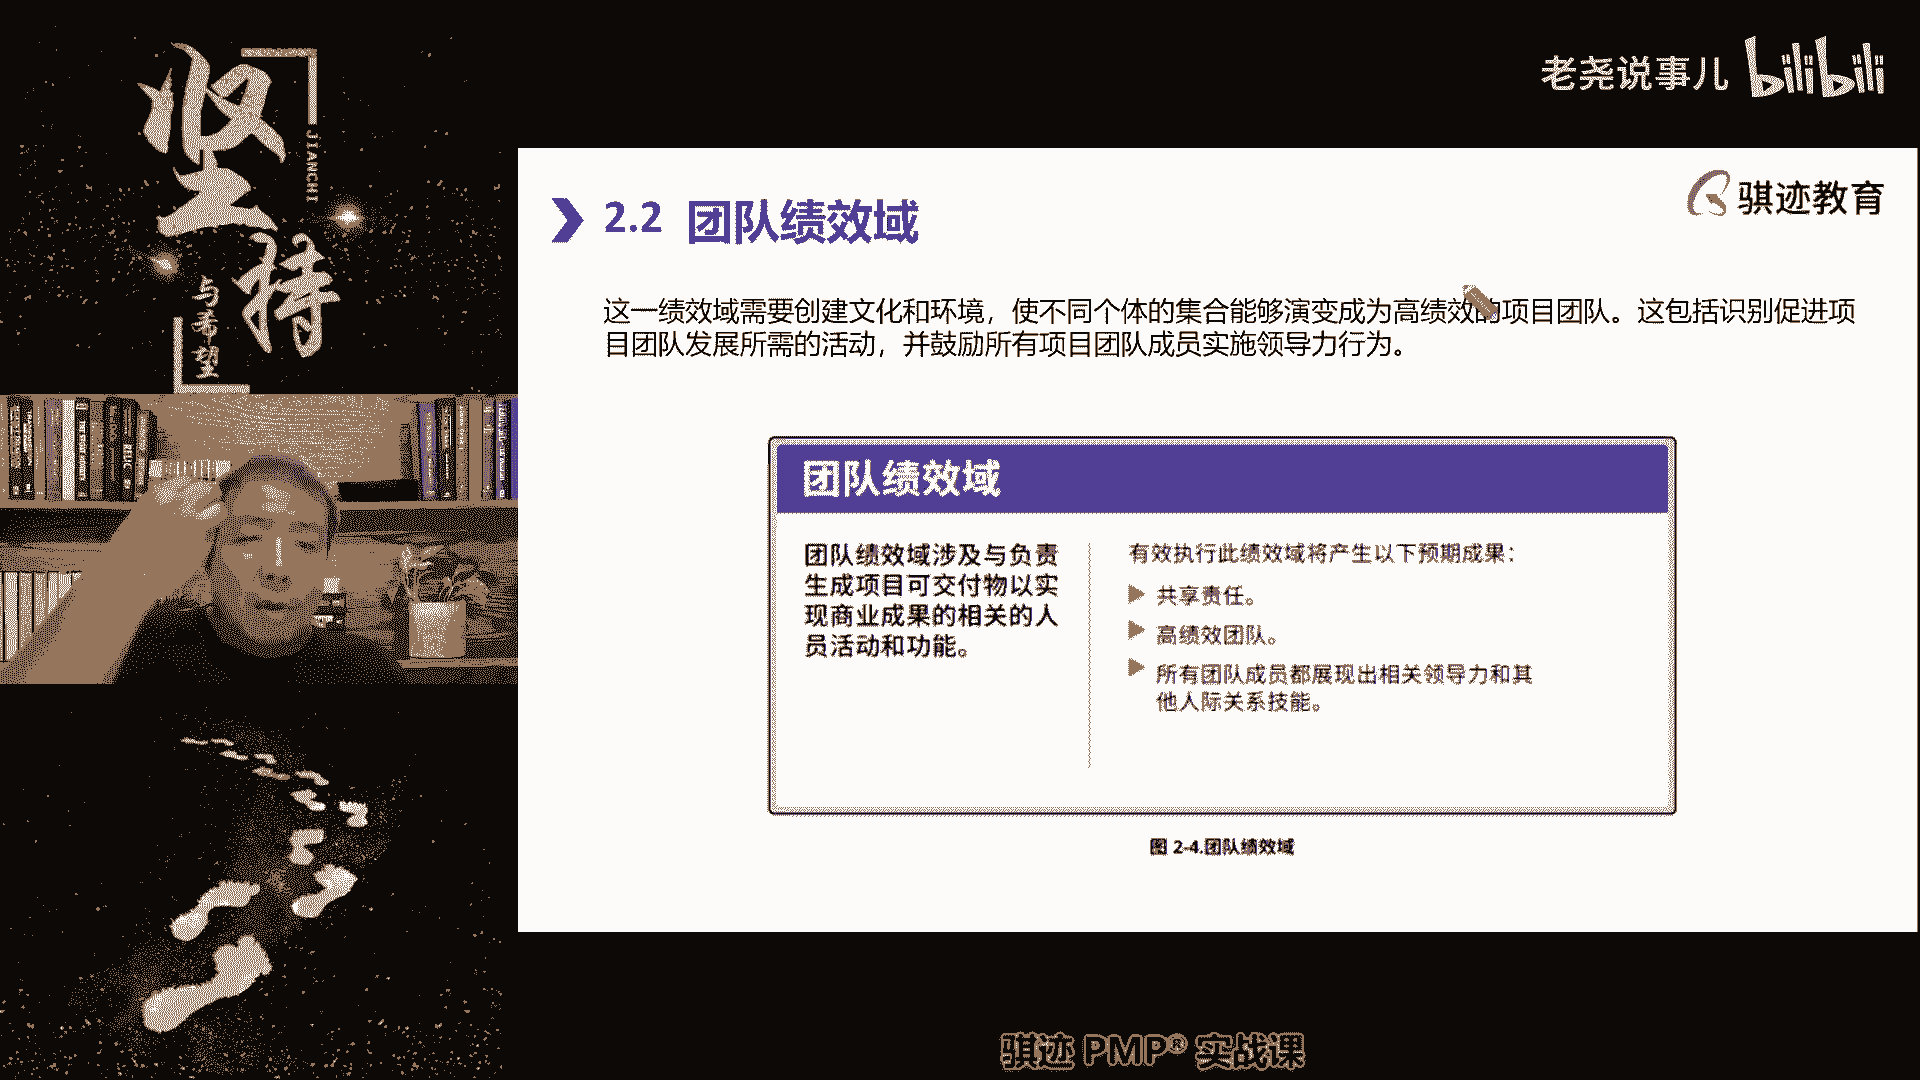 坚持
JIANCHI
与希望
老尧说事儿 bilibili
骐迹教育
2.2 团队绩效域
这一绩效域需要创建文化和环境，使不同个体的集合能够演变成为高绩效的项目团队。这包括识别促进项
目团队发展所需的活动，并鼓励所有项目团队成员实施领导力行为。
团队绩效域
团队绩效域涉及与负责
生成项目可交付物以实
现商业成果的相关的人
员活动和功能。
有效执行此绩效域将产生以下预期成果：
共享责任。
高绩效团队。
所有团队成员都展现出相关领导力和其
他人际关系技能。
图 2-4.团队绩效域
骐迹 PMP® 实战课